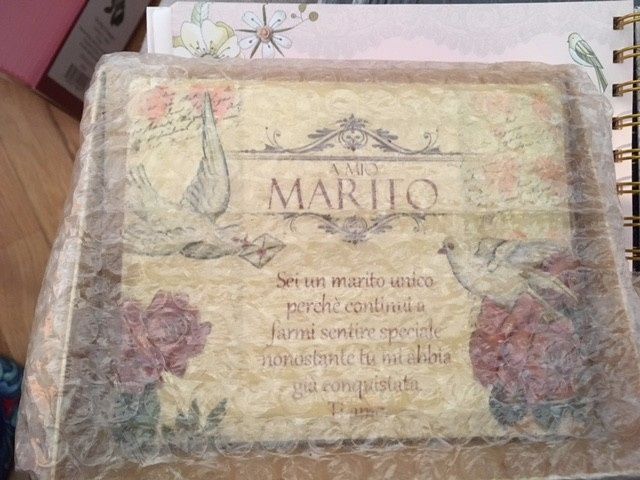 A MIO
MARITO
Sei un marito unico
perchè continui a
farmi sentire speciale
nonostante tu mi abbia
già conquistata.